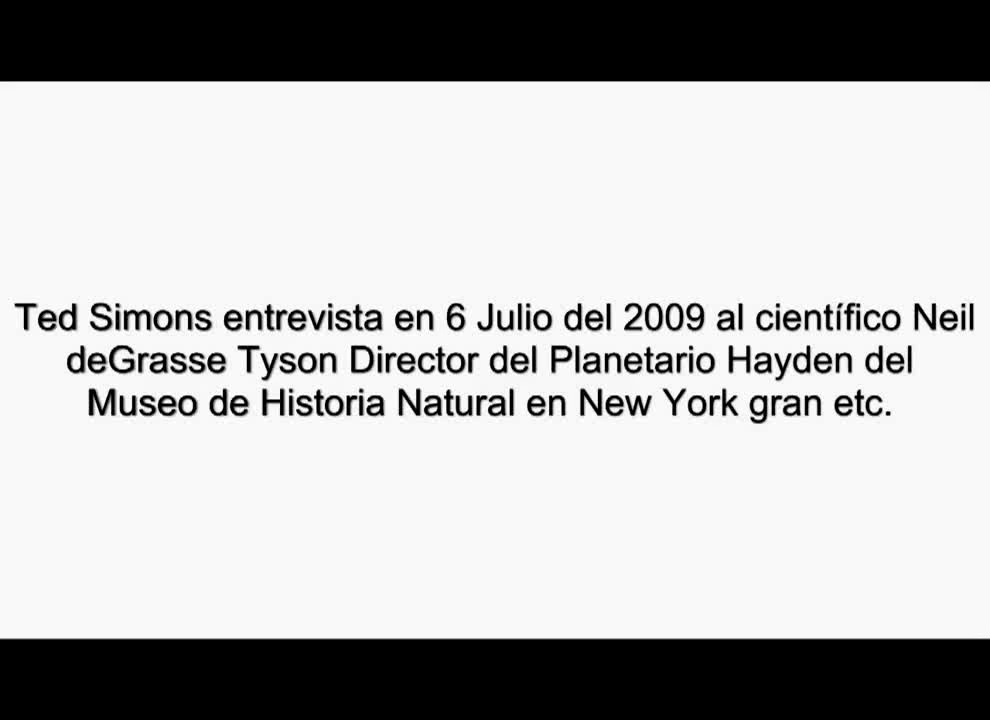 Ted Simons entrevista en 6 Julio del 2009 al científico Neil
deGrasse Tyson Director del Planetario Hayden del
Museo de Historia Natural en New York gran etc.